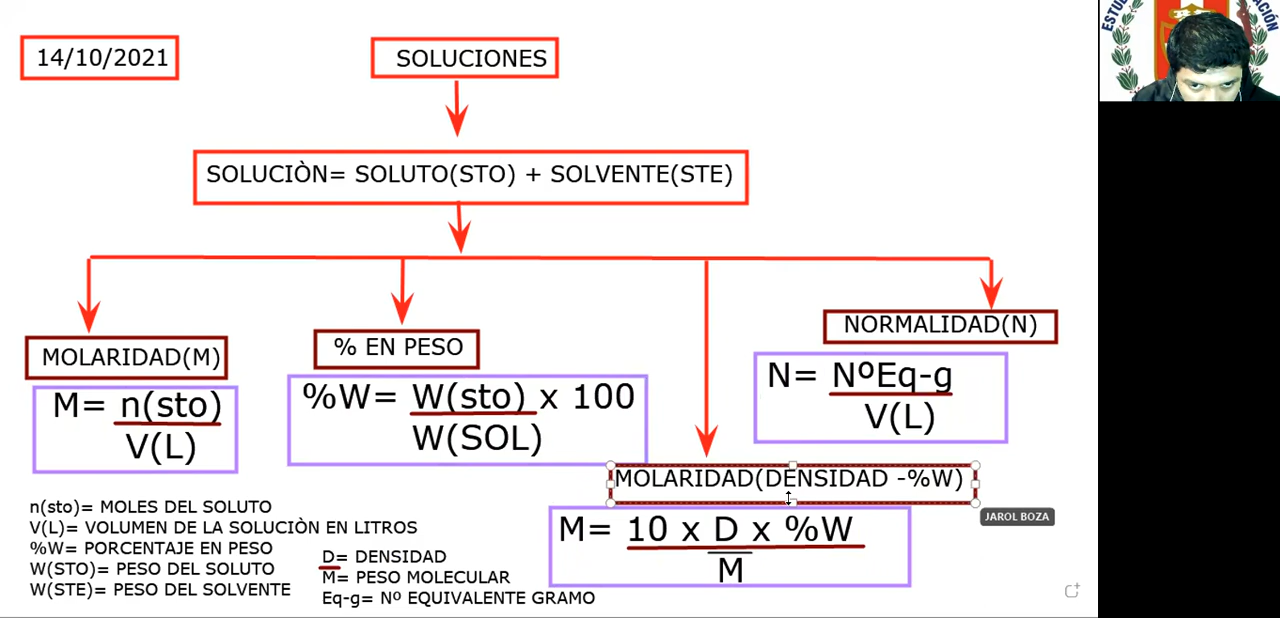 14/10/2021
SOLUCIONES
SOLUCIÒN= SOLUTO(STO) + SOLVENTE(STE)
MOLARIDAD(M)
M= n(sto)
V(L)
% EN PESO
%W= W(sto) x 100
W(SOL)
NORMALIDAD(N)
N= NºEq-g
V(L)
MOLARIDAD(DENSIDAD -%W)
M= 10 x D x %W
M
JAROL BOZA
n(sto)= MOLES DEL SOLUTO
V(L)= VOLUMEN DE LA SOLUCIÒN EN LITROS
%W= PORCENTAJE EN PESO
W(STO)= PESO DEL SOLUTO
W(STE)= PESO DEL SOLVENTE
D= DENSIDAD
M= PESO MOLECULAR
Eq-g= Nº EQUIVALENTE GRAMO